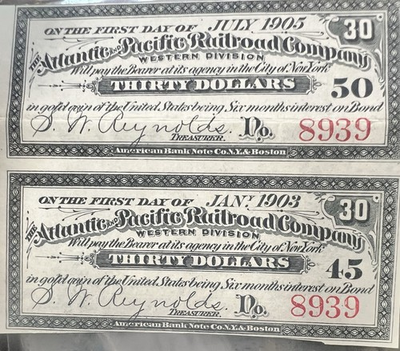 ON THE FIRST DAY OF JULY 1905 30
THE Atlantic AND Pacific Railroad Company
WESTERN DIVISION
Will pay the Bearer at its agency in the City of New York
THIRTY DOLLARS 50
in gold coin of the United States being Six months interest on Bond
S. W. Reynolds. No. 8939
TREASURER.
American Bank Note Co. N.Y. & Boston
ON THE FIRST DAY OF JANY. 1903 30
THE Atlantic AND Pacific Railroad Company
WESTERN DIVISION
Will pay the Bearer at its agency in the City of New York
THIRTY DOLLARS 45
in gold coin of the United States being Six months interest on Bond
S. W. Reynolds. No. 8939
TREASURER.
American Bank Note Co. N.Y. & Boston